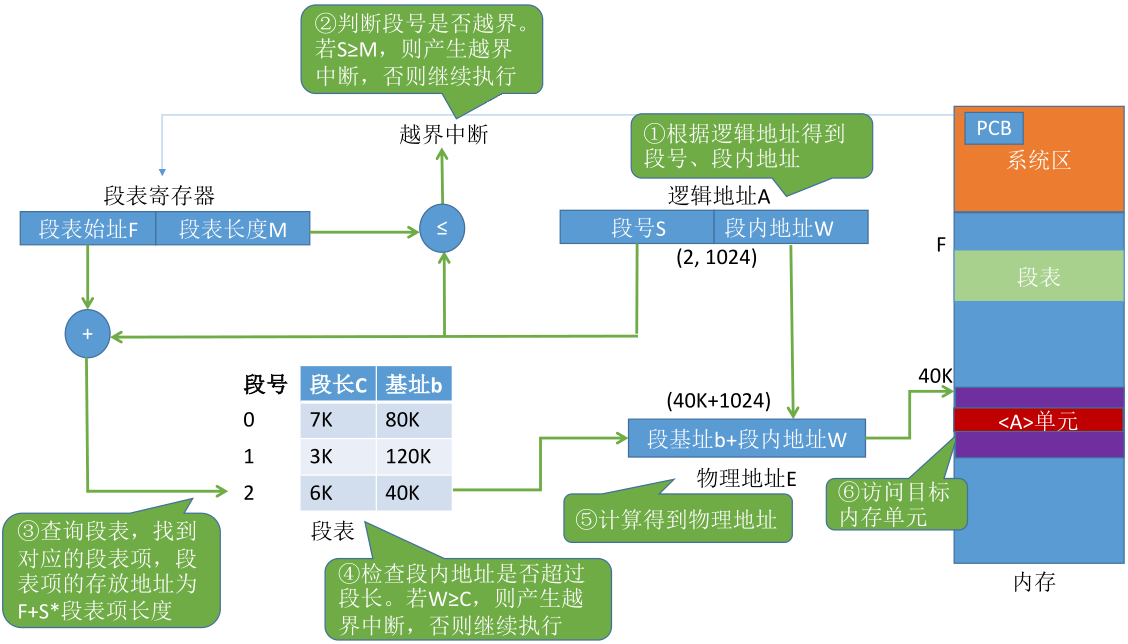 ②判断段号是否越界。
若S≥M，则产生越界
中断，否则继续执行
越界中断
①根据逻辑地址得到
段号、段内地址
PCB
系统区
段表寄存器
段表始址F 段表长度M
≤
逻辑地址A
段号S 段内地址W
(2, 1024)
F
段表
+
段号 段长C 基址b
0 7K 80K
1 3K 120K
2 6K 40K
段表
(40K+1024)
段基址b+段内地址W
物理地址E
40K
<A>单元
③查询段表，找到
对应的段表项，段
表项的存放地址为
F+S*段表项长度
④检查段内地址是否超过
段长。若W≥C，则产生越
界中断，否则继续执行
⑤计算得到物理地址
⑥访问目标
内存单元
内存